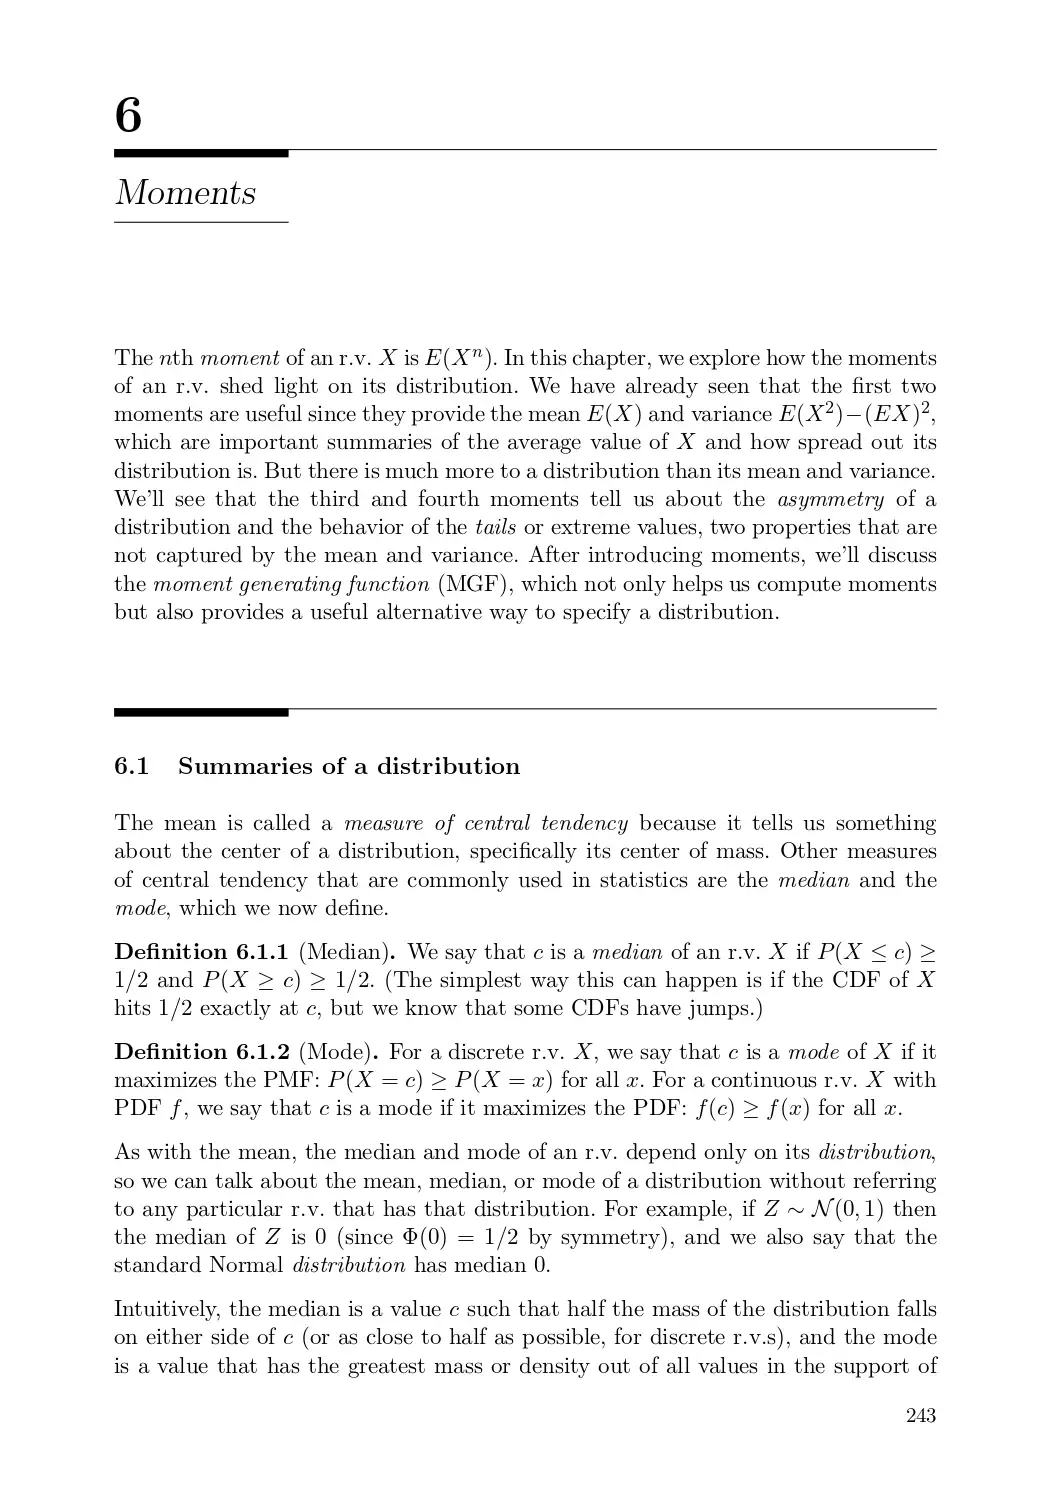 6
Moments
The nth moment of an r.v. X is E(Xⁿ). In this chapter, we explore how the moments
of an r.v. shed light on its distribution. We have already seen that the first two
moments are useful since they provide the mean E(X) and variance E(X²)−(EX)²,
which are important summaries of the average value of X and how spread out its
distribution is. But there is much more to a distribution than its mean and variance.
We'll see that the third and fourth moments tell us about the asymmetry of a
distribution and the behavior of the tails or extreme values, two properties that are
not captured by the mean and variance. After introducing moments, we'll discuss
the moment generating function (MGF), which not only helps us compute moments
but also provides a useful alternative way to specify a distribution.
6.1 Summaries of a distribution
The mean is called a measure of central tendency because it tells us something
about the center of a distribution, specifically its center of mass. Other measures
of central tendency that are commonly used in statistics are the median and the
mode, which we now define.
Definition 6.1.1 (Median). We say that c is a median of an r.v. X if P(X ≤ c) ≥
1/2 and P(X ≥ c) ≥ 1/2. (The simplest way this can happen is if the CDF of X
hits 1/2 exactly at c, but we know that some CDFs have jumps.)
Definition 6.1.2 (Mode). For a discrete r.v. X, we say that c is a mode of X if it
maximizes the PMF: P(X = c) ≥ P(X = x) for all x. For a continuous r.v. X with
PDF f, we say that c is a mode if it maximizes the PDF: f(c) ≥ f(x) for all x.
As with the mean, the median and mode of an r.v. depend only on its distribution,
so we can talk about the mean, median, or mode of a distribution without referring
to any particular r.v. that has that distribution. For example, if Z ∼ 𝒩(0, 1) then
the median of Z is 0 (since Φ(0) = 1/2 by symmetry), and we also say that the
standard Normal distribution has median 0.
Intuitively, the median is a value c such that half the mass of the distribution falls
on either side of c (or as close to half as possible, for discrete r.v.s), and the mode
is a value that has the greatest mass or density out of all values in the support of
243